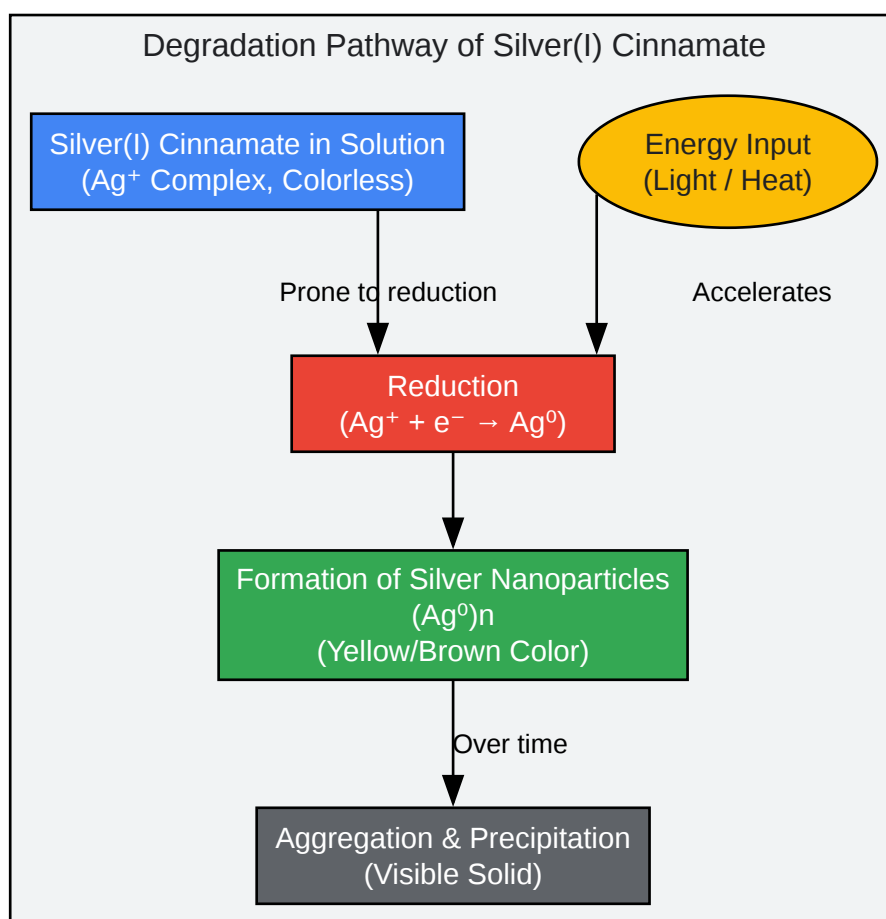 Degradation Pathway of Silver(I) Cinnamate
Silver(I) Cinnamate in Solution
(Ag⁺ Complex, Colorless)
Energy Input
(Light / Heat)
Prone to reduction
Accelerates
Reduction
(Ag⁺ + e⁻ → Ag⁰)
Formation of Silver Nanoparticles
(Ag⁰)n
(Yellow/Brown Color)
Over time
Aggregation & Precipitation
(Visible Solid)